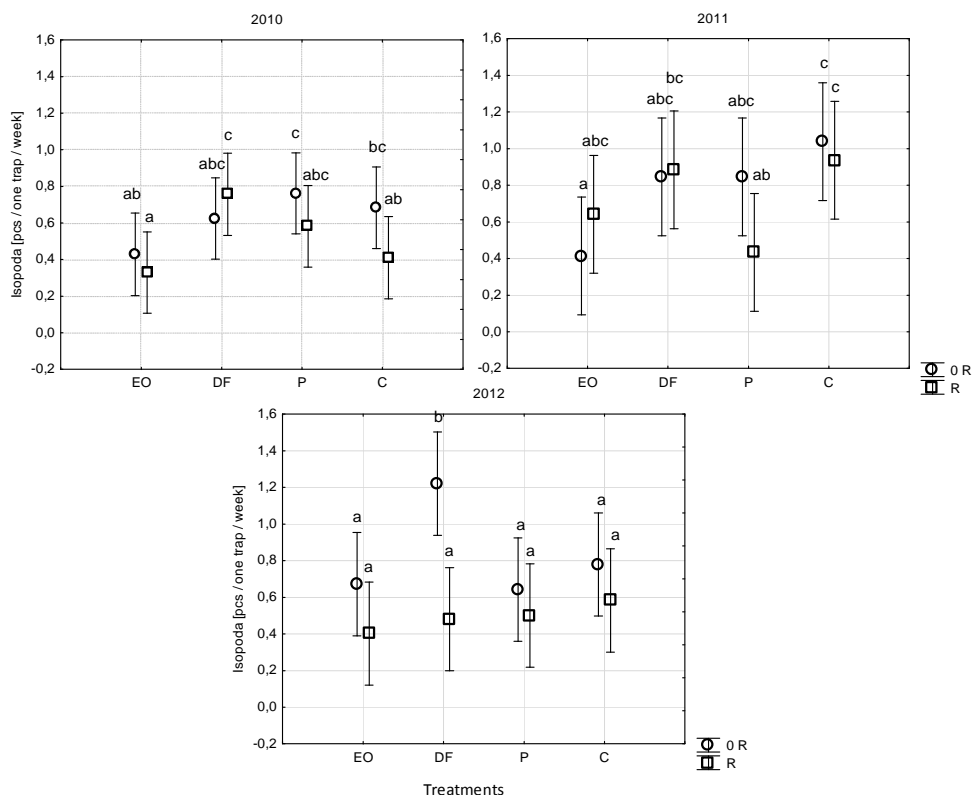 2010
1,6
1,4
1,2
1,0
0,8
0,6
0,4
0,2
0,0
-0,2
Isopoda [pcs / one trap / week]
ab
a
abc
c
c
abc
bc
ab
EO DF P C
2011
1,6
1,4
1,2
1,0
0,8
0,6
0,4
0,2
0,0
-0,2
a
abc
abc
bc
abc
ab
c
c
EO DF P C
0 R
R
2012
1,6
1,4
1,2
1,0
0,8
0,6
0,4
0,2
0,0
-0,2
Isopoda [pcs / one trap / week]
a
a
b
a
a
a
a
a
EO DF P C
0 R
R
Treatments